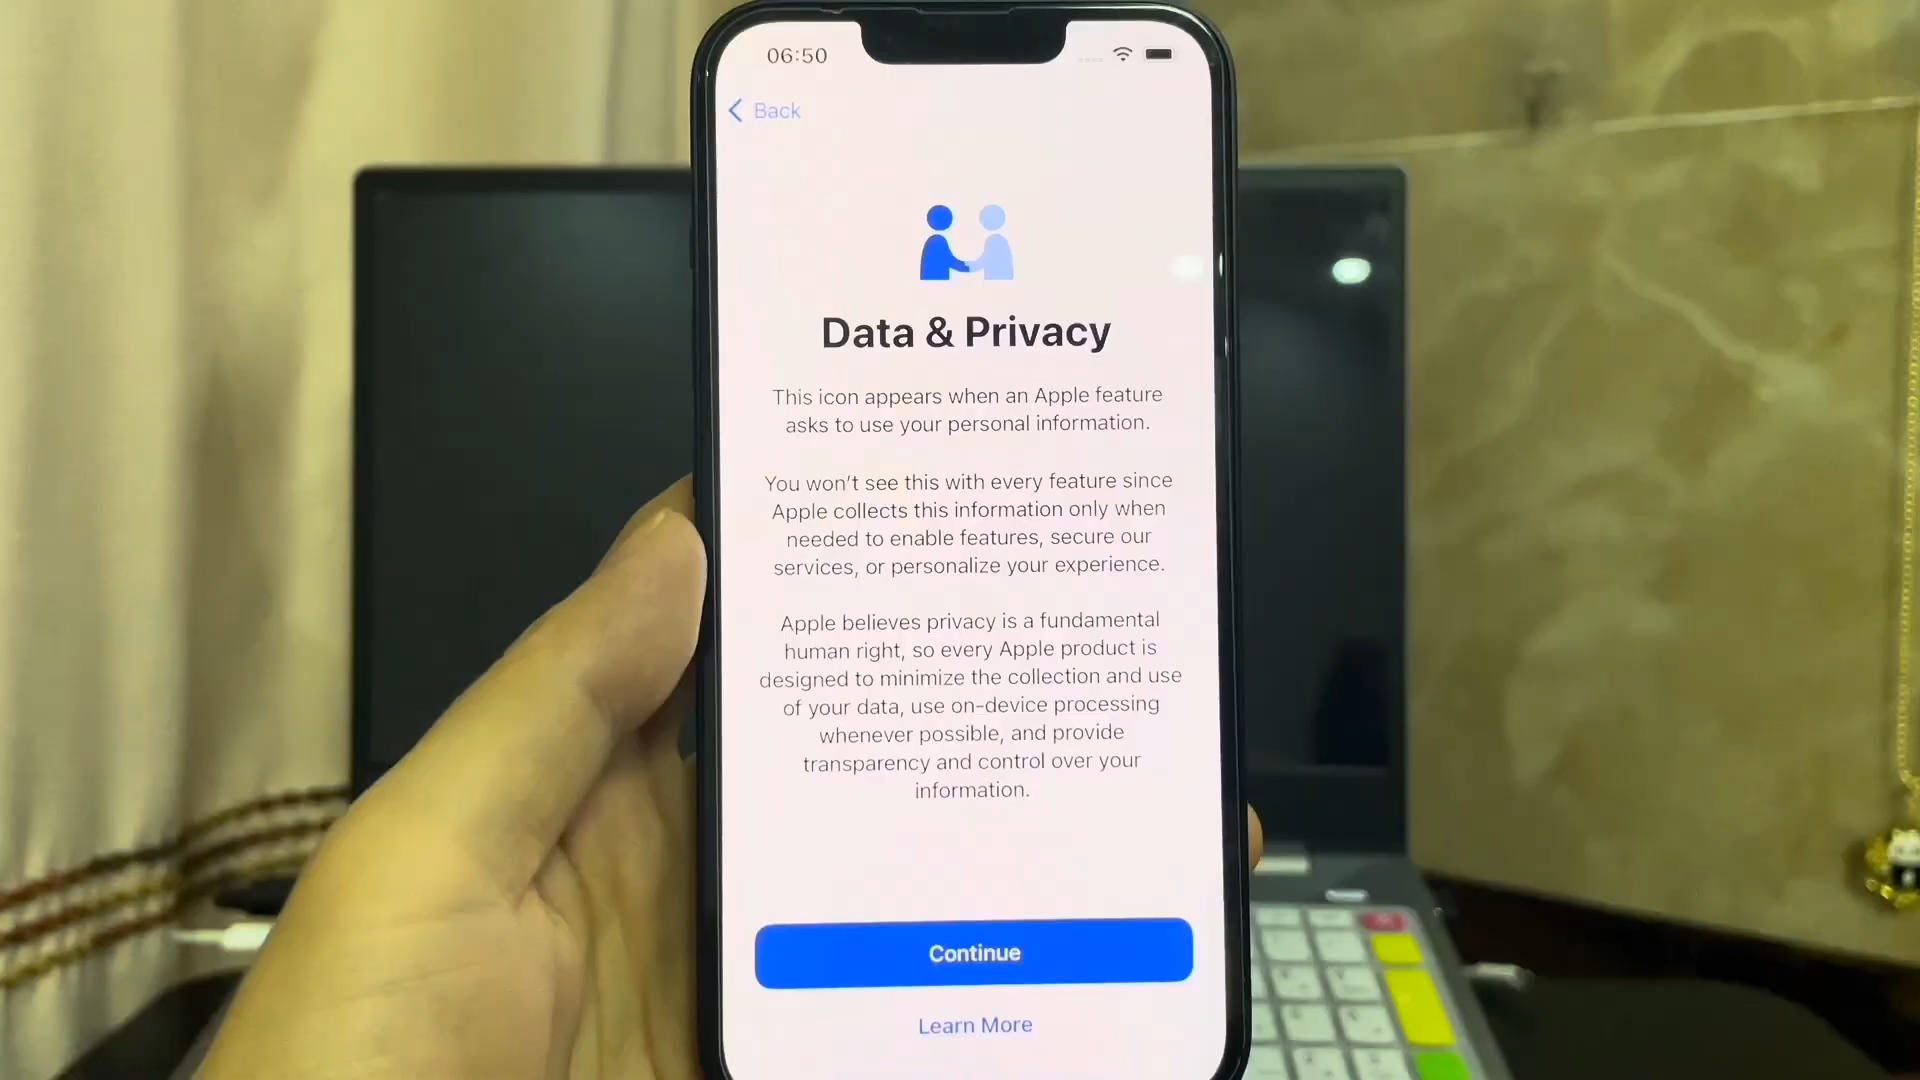 06:50
Back
Data & Privacy
This icon appears when an Apple feature
asks to use your personal information.
You won't see this with every feature since
Apple collects this information only when
needed to enable features, secure our
services, or personalize your experience.
Apple believes privacy is a fundamental
human right, so every Apple product is
designed to minimize the collection and use
of your data, use on-device processing
whenever possible, and provide
transparency and control over your
information.
Continue
Learn More